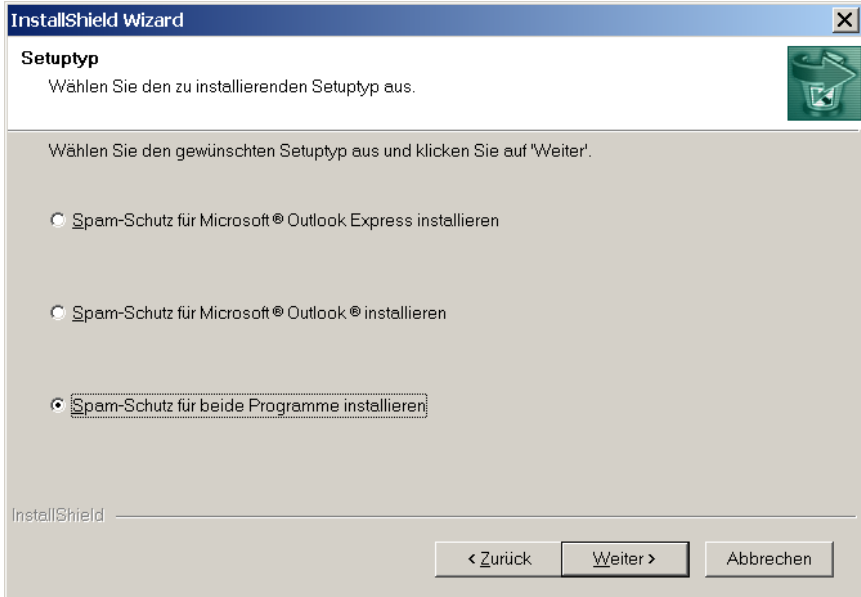 InstallShield Wizard
Setuptyp
Wählen Sie den zu installierenden Setuptyp aus.
Wählen Sie den gewünschten Setuptyp aus und klicken Sie auf 'Weiter'.
Spam-Schutz für Microsoft® Outlook Express installieren
Spam-Schutz für Microsoft® Outlook ® installieren
Spam-Schutz für beide Programme installieren
InstallShield
< Zurück Weiter > Abbrechen